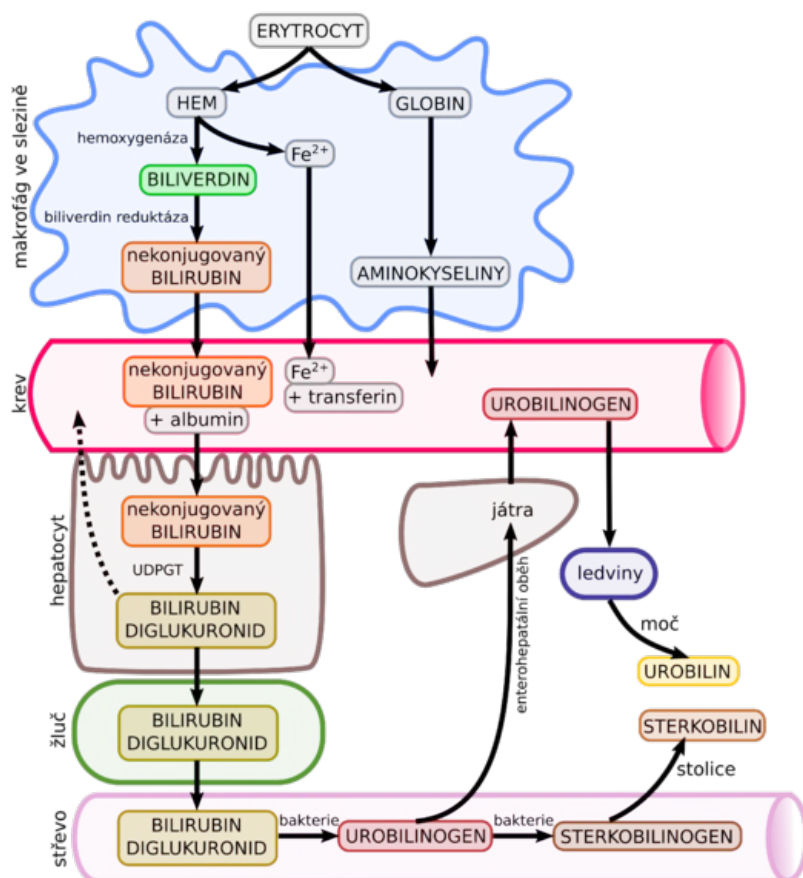 ERYTROCYT
makrofág ve slezině
HEM
GLOBIN
hemoxygenáza
Fe²⁺
BILIVERDIN
biliverdin reduktáza
nekonjugovaný
BILIRUBIN
AMINOKYSELINY
krev
nekonjugovaný
BILIRUBIN
+ albumin
Fe²⁺
+ transferin
UROBILINOGEN
hepatocyt
nekonjugovaný
BILIRUBIN
UDPGT
BILIRUBIN
DIGLUKURONID
játra
enterohepatální oběh
ledviny
moč
UROBILIN
žluč
BILIRUBIN
DIGLUKURONID
STERKOBILIN
stolice
střevo
BILIRUBIN
DIGLUKURONID
bakterie
UROBILINOGEN
bakterie
STERKOBILINOGEN